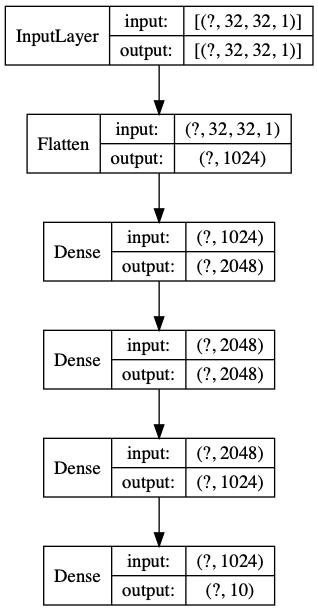 InputLayer input: [(?, 32, 32, 1)]
output: [(?, 32, 32, 1)]
Flatten input: (?, 32, 32, 1)
output: (?, 1024)
Dense input: (?, 1024)
output: (?, 2048)
Dense input: (?, 2048)
output: (?, 2048)
Dense input: (?, 2048)
output: (?, 1024)
Dense input: (?, 1024)
output: (?, 10)